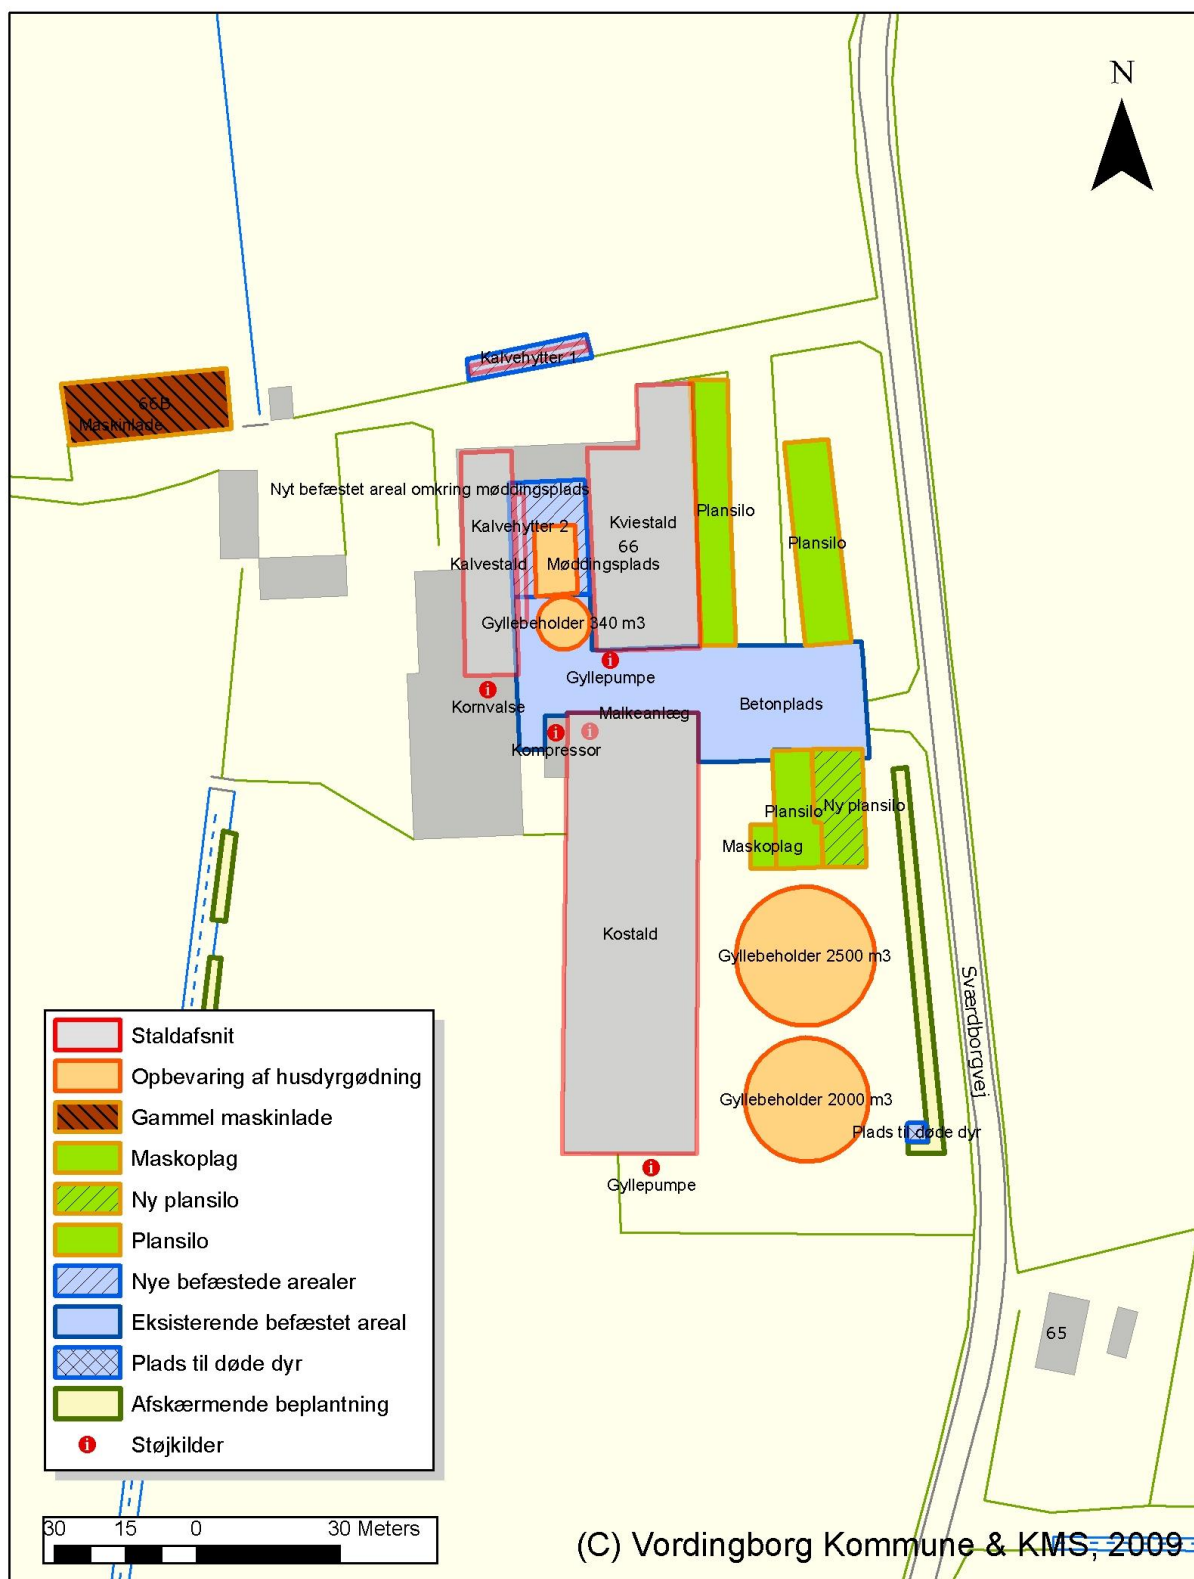 N
Kalvehytter 1
66B
Maskinlade
Nyt befæstet areal omkring møddingsplads
Kalvehytter 2
Kviestald
66
Plansilo
Plansilo
Kalvestald
Møddingsplads
Gyllebeholder 340 m3
Gyllepumpe
Kornvalse
Malkeanlæg
Betonplads
Kompressor
Plansilo
Ny plansilo
Maskoplag
Kostald
Gyllebeholder 2500 m3
Sværdborgvej
Gyllebeholder 2000 m3
Plads til døde dyr
Gyllepumpe
Staldafsnit
Opbevaring af husdyrgødning
Gammel maskinlade
Maskoplag
Ny plansilo
Plansilo
Nye befæstede arealer
Eksisterende befæstet areal
Plads til døde dyr
Afskærmende beplantning
Støjkilder
65
30 15 0 30 Meters
(C) Vordingborg Kommune & KMS, 2009